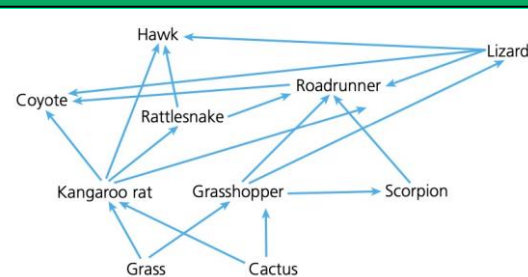 Hawk
Lizard
Roadrunner
Coyote
Rattlesnake
Kangaroo rat
Grasshopper
Scorpion
Grass
Cactus